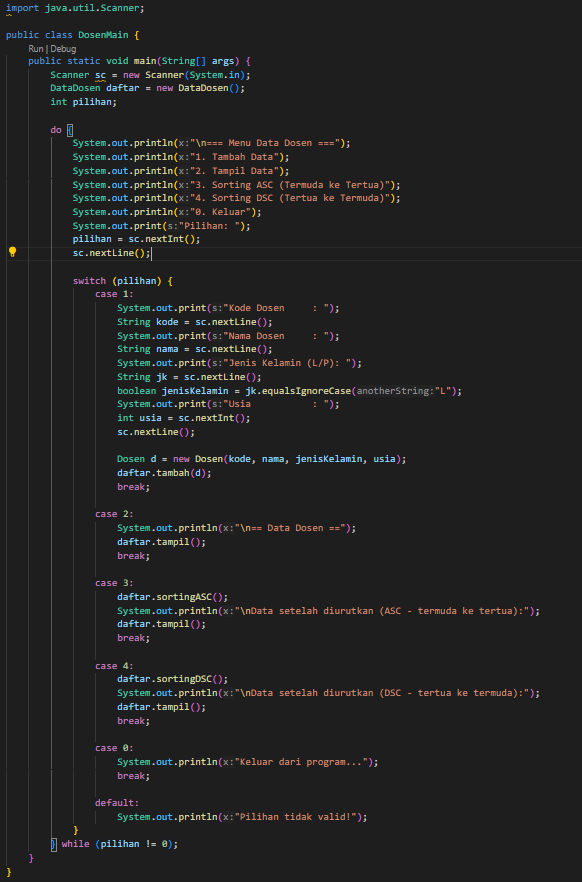 import java.util.Scanner;
public class DosenMain {
Run | Debug
public static void main(String[] args) {
Scanner sc = new Scanner(System.in);
DataDosen daftar = new DataDosen();
int pilihan;
do {
System.out.println(x:"\n=== Menu Data Dosen ===");
System.out.println(x:"1. Tambah Data");
System.out.println(x:"2. Tampil Data");
System.out.println(x:"3. Sorting ASC (Termuda ke Tertua)");
System.out.println(x:"4. Sorting DSC (Tertua ke Termuda)");
System.out.println(x:"0. Keluar");
System.out.print(s:"Pilihan: ");
pilihan = sc.nextInt();
sc.nextLine();
switch (pilihan) {
case 1:
System.out.print(s:"Kode Dosen     : ");
String kode = sc.nextLine();
System.out.print(s:"Nama Dosen     : ");
String nama = sc.nextLine();
System.out.print(s:"Jenis Kelamin (L/P): ");
String jk = sc.nextLine();
boolean jenisKelamin = jk.equalsIgnoreCase(anotherString:"L");
System.out.print(s:"Usia           : ");
int usia = sc.nextInt();
sc.nextLine();
Dosen d = new Dosen(kode, nama, jenisKelamin, usia);
daftar.tambah(d);
break;
case 2:
System.out.println(x:"\n== Data Dosen ==");
daftar.tampil();
break;
case 3:
daftar.sortingASC();
System.out.println(x:"\nData setelah diurutkan (ASC - termuda ke tertua):");
daftar.tampil();
break;
case 4:
daftar.sortingDSC();
System.out.println(x:"\nData setelah diurutkan (DSC - tertua ke termuda):");
daftar.tampil();
break;
case 0:
System.out.println(x:"Keluar dari program...");
break;
default:
System.out.println(x:"Pilihan tidak valid!");
}
} while (pilihan != 0);
}
}